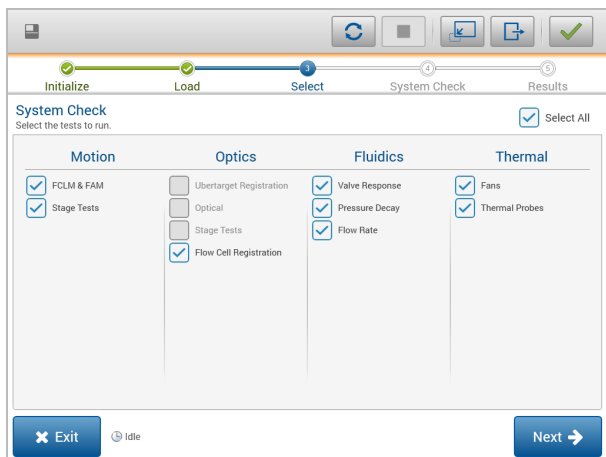 3
4
5
Initialize
Load
Select
System Check
Results
System Check
Select the tests to run.
Select All
Motion
Optics
Fluidics
Thermal
FCLM & FAM
Ubertarget Registration
Valve Response
Fans
Stage Tests
Optical
Pressure Decay
Thermal Probes
Stage Tests
Flow Rate
Flow Cell Registration
Exit
Idle
Next